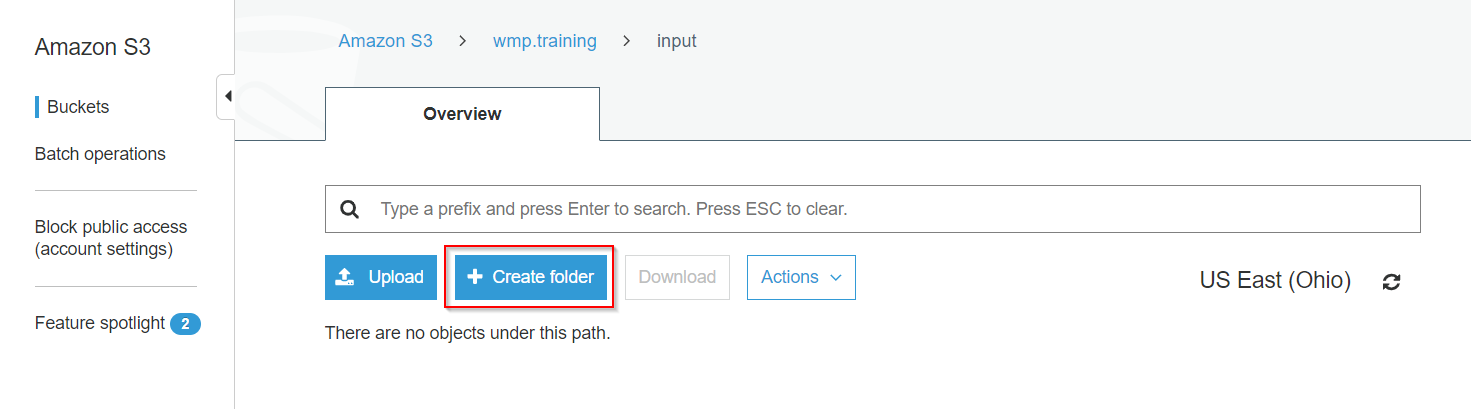 Amazon S3
Buckets
Batch operations
Block public access
(account settings)
Feature spotlight 2
Amazon S3 > wmp.training > input
Overview
Type a prefix and press Enter to search. Press ESC to clear.
Upload + Create folder Download Actions US East (Ohio)
There are no objects under this path.